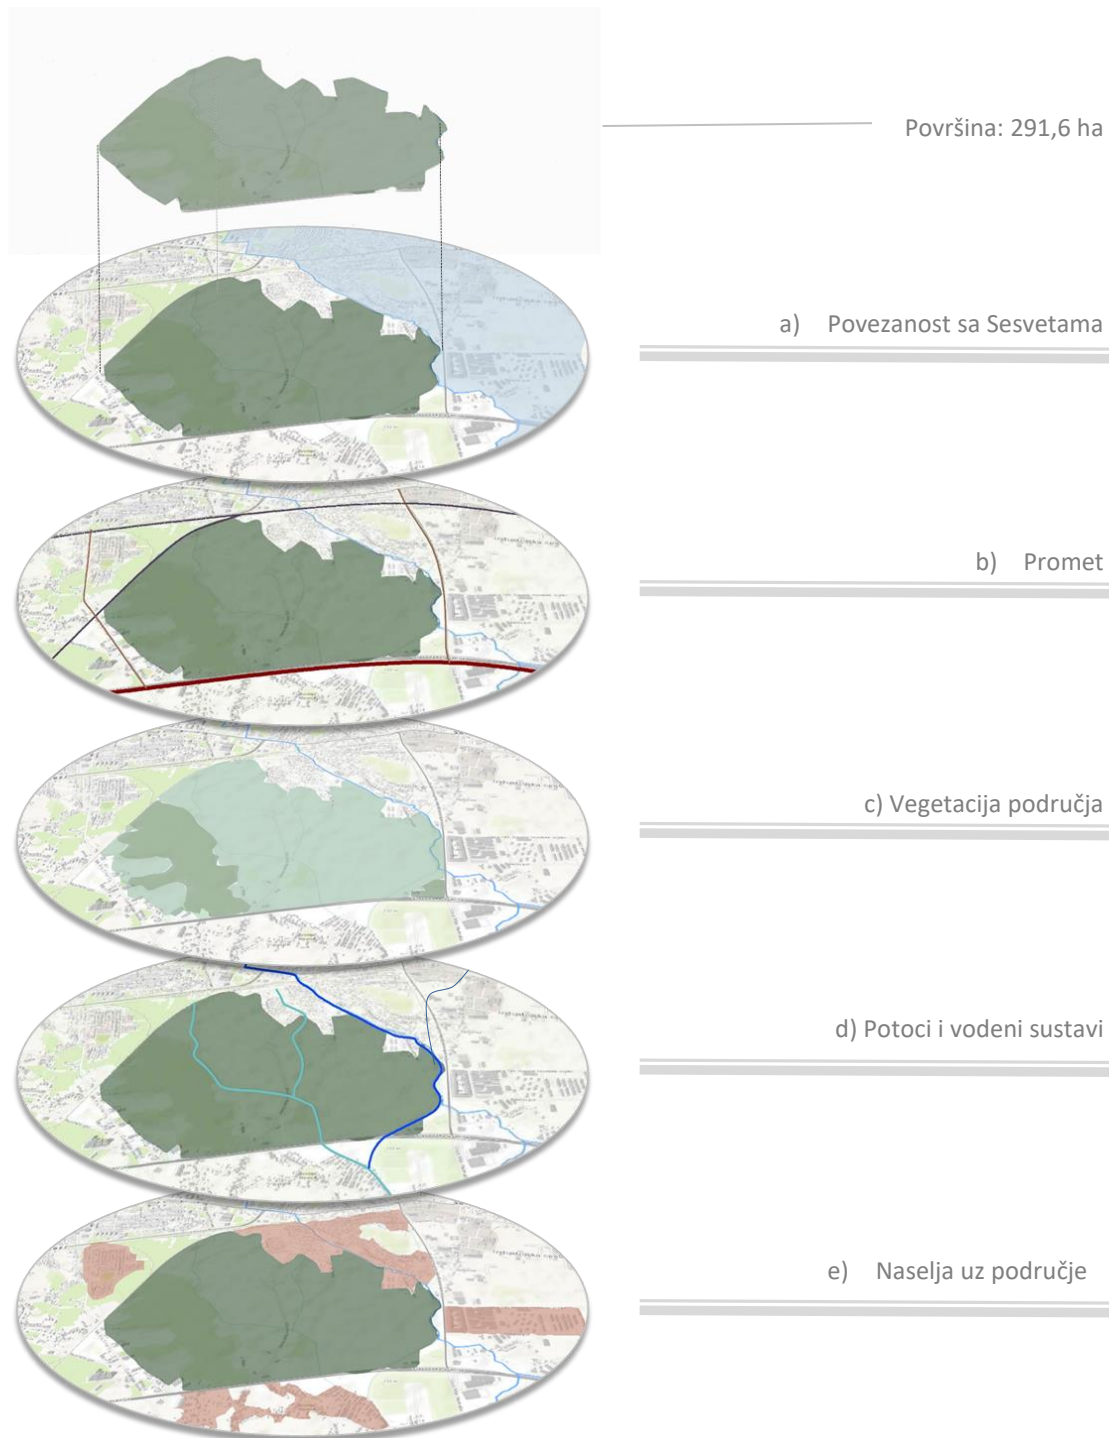 Površina: 291,6 ha
a) Povezanost sa Sesvetama
b) Promet
c) Vegetacija područja
d) Potoci i vodeni sustavi
e) Naselja uz područje